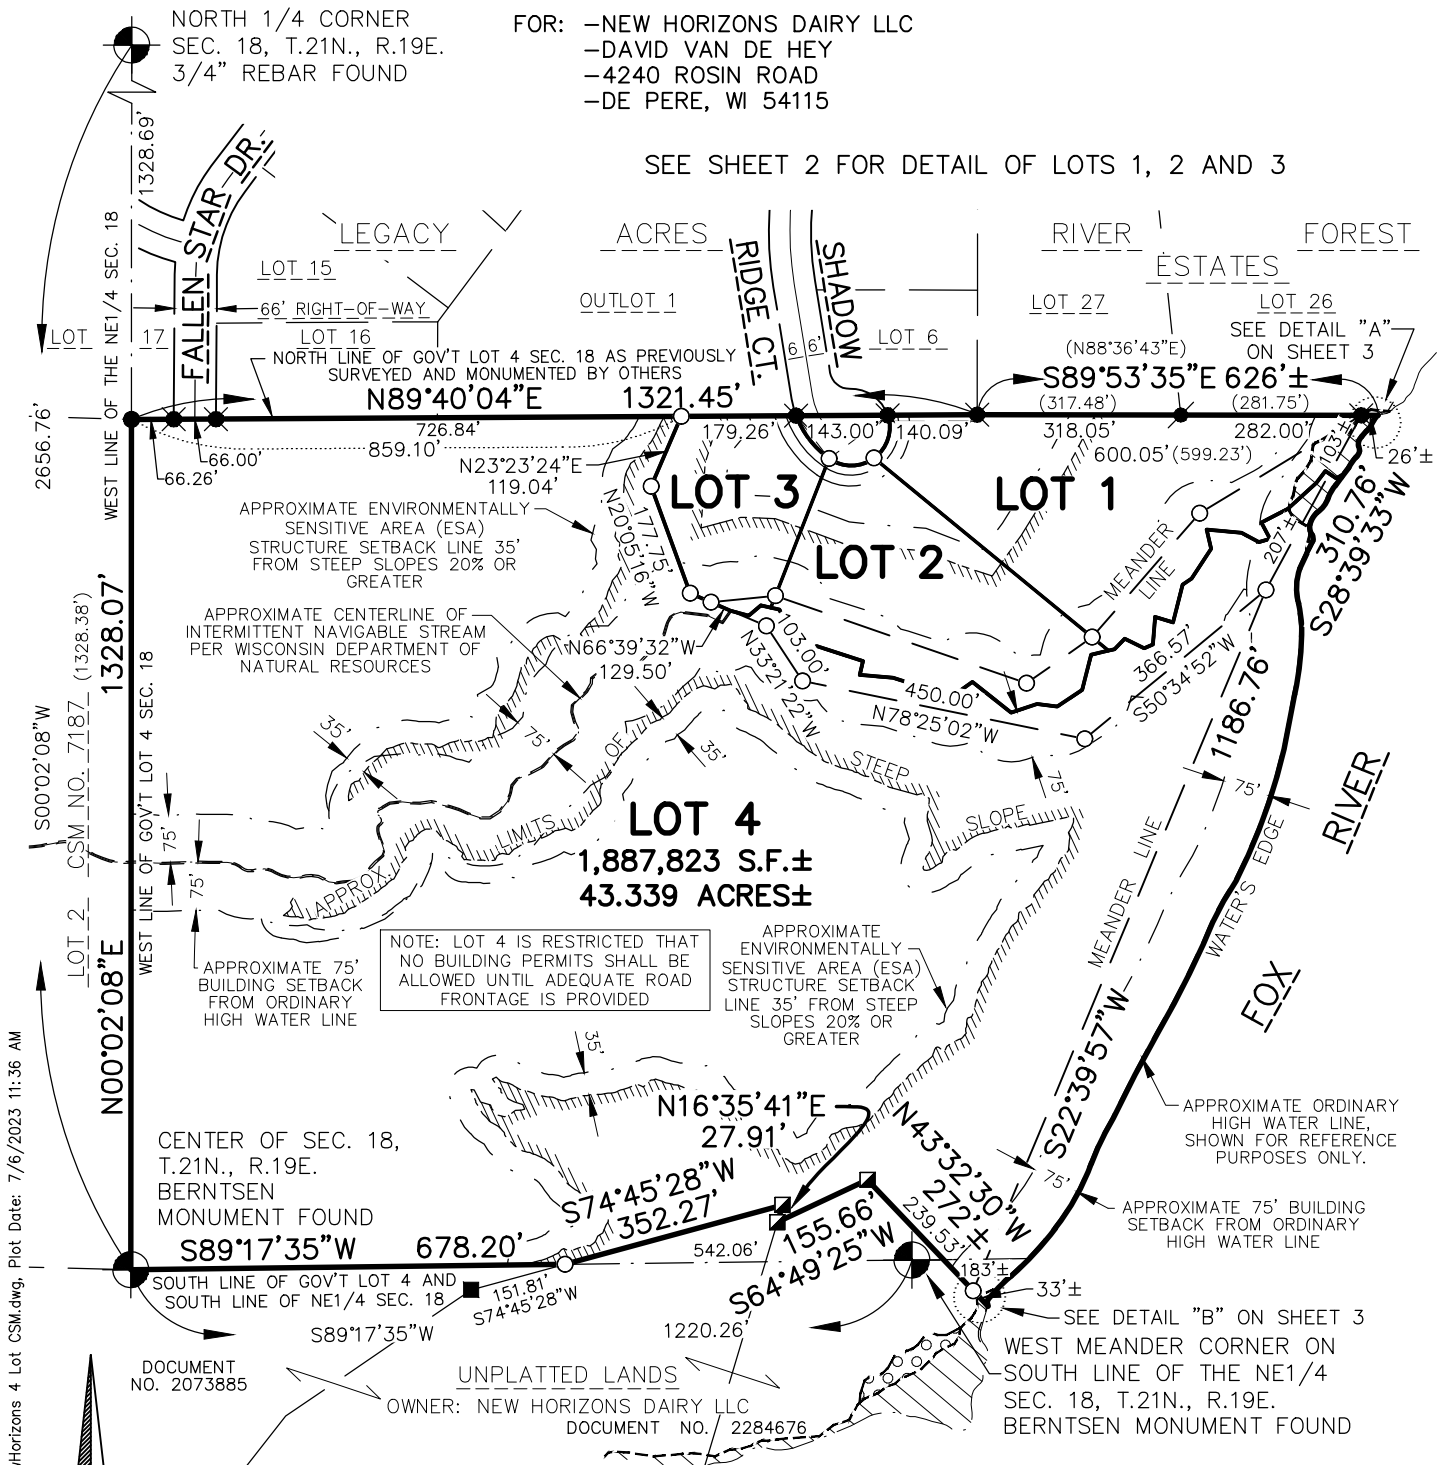 NORTH 1/4 CORNER
SEC. 18, T.21N., R.19E.
3/4" REBAR FOUND
FOR: -NEW HORIZONS DAIRY LLC
-DAVID VAN DE HEY
-4240 ROSIN ROAD
-DE PERE, WI 54115
SEE SHEET 2 FOR DETAIL OF LOTS 1, 2 AND 3
1328.69'
FALLEN STAR DR.
LEGACY
ACRES
RIVER
FOREST
ESTATES
LOT 15
OUTLOT 1
LOT 27
LOT 26
66' RIGHT-OF-WAY
LOT 17
LOT 16
LOT 6
RIDGE CT.
SHADOW
66'
SEE DETAIL "A"
ON SHEET 3
NORTH LINE OF GOV'T LOT 4 SEC. 18 AS PREVIOUSLY
SURVEYED AND MONUMENTED BY OTHERS
(N88°36'43"E)
N89°40'04"E 1321.45'
S89°53'35"E 626'±
(317.48')
(281.75')
2656.76'
WEST LINE OF THE NE1/4 SEC. 18
726.84'
179.26'
143.00'
140.09'
318.05'
282.00'
859.10'
600.05' (599.23')
66.00'
66.26'
103'±
26'±
N23°23'24"E
119.04'
LOT 3
LOT 1
LOT 2
APPROXIMATE ENVIRONMENTALLY
SENSITIVE AREA (ESA)
STRUCTURE SETBACK LINE 35'
FROM STEEP SLOPES 20% OR
GREATER
177.75'
N20°05'16"W
310.76'
S28°39'33"W
207'±
MEANDER
LINE
APPROXIMATE CENTERLINE OF
INTERMITTENT NAVIGABLE STREAM
PER WISCONSIN DEPARTMENT OF
NATURAL RESOURCES
N66°39'32"W
129.50'
103.00'
N33°21'22"W
450.00'
N78°25'02"W
366.57'
S50°34'52"W
1186.76'
1328.07'
(1328.38')
S00°02'08"W
LOT 2 CSM NO. 7187
WEST LINE OF GOV'T LOT 4 SEC. 18
N00°02'08"E
35'
75'
35'
75'
75'
75'
75'
APPROX. LIMITS OF STEEP SLOPE
LOT 4
1,887,823 S.F.±
43.339 ACRES±
MEANDER LINE
WATER'S EDGE
RIVER
FOX
NOTE: LOT 4 IS RESTRICTED THAT
NO BUILDING PERMITS SHALL BE
ALLOWED UNTIL ADEQUATE ROAD
FRONTAGE IS PROVIDED
APPROXIMATE
ENVIRONMENTALLY
SENSITIVE AREA (ESA)
STRUCTURE SETBACK
LINE 35' FROM STEEP
SLOPES 20% OR
GREATER
APPROXIMATE 75'
BUILDING SETBACK
FROM ORDINARY
HIGH WATER LINE
35'
S22°39'57"W
N16°35'41"E
27.91'
APPROXIMATE ORDINARY
HIGH WATER LINE,
SHOWN FOR REFERENCE
PURPOSES ONLY.
75'
APPROXIMATE 75' BUILDING
SETBACK FROM ORDINARY
HIGH WATER LINE
CENTER OF SEC. 18,
T.21N., R.19E.
BERNTSEN
MONUMENT FOUND
S74°45'28"W
352.27'
N43°32'30"W
272'±
239.53'
155.66'
S64°49'25"W
S89°17'35"W 678.20'
542.06'
SOUTH LINE OF GOV'T LOT 4 AND
SOUTH LINE OF NE1/4 SEC. 18
151.81'
S74°45'28"W
183'±
33'±
S89°17'35"W
1220.26'
SEE DETAIL "B" ON SHEET 3
WEST MEANDER CORNER ON
SOUTH LINE OF THE NE1/4
SEC. 18, T.21N., R.19E.
BERNTSEN MONUMENT FOUND
DOCUMENT
NO. 2073885
UNPLATTED LANDS
OWNER: NEW HORIZONS DAIRY LLC
DOCUMENT NO. 2284676
Horizons 4 Lot CSM.dwg, Plot Date: 7/6/2023 11:36 AM